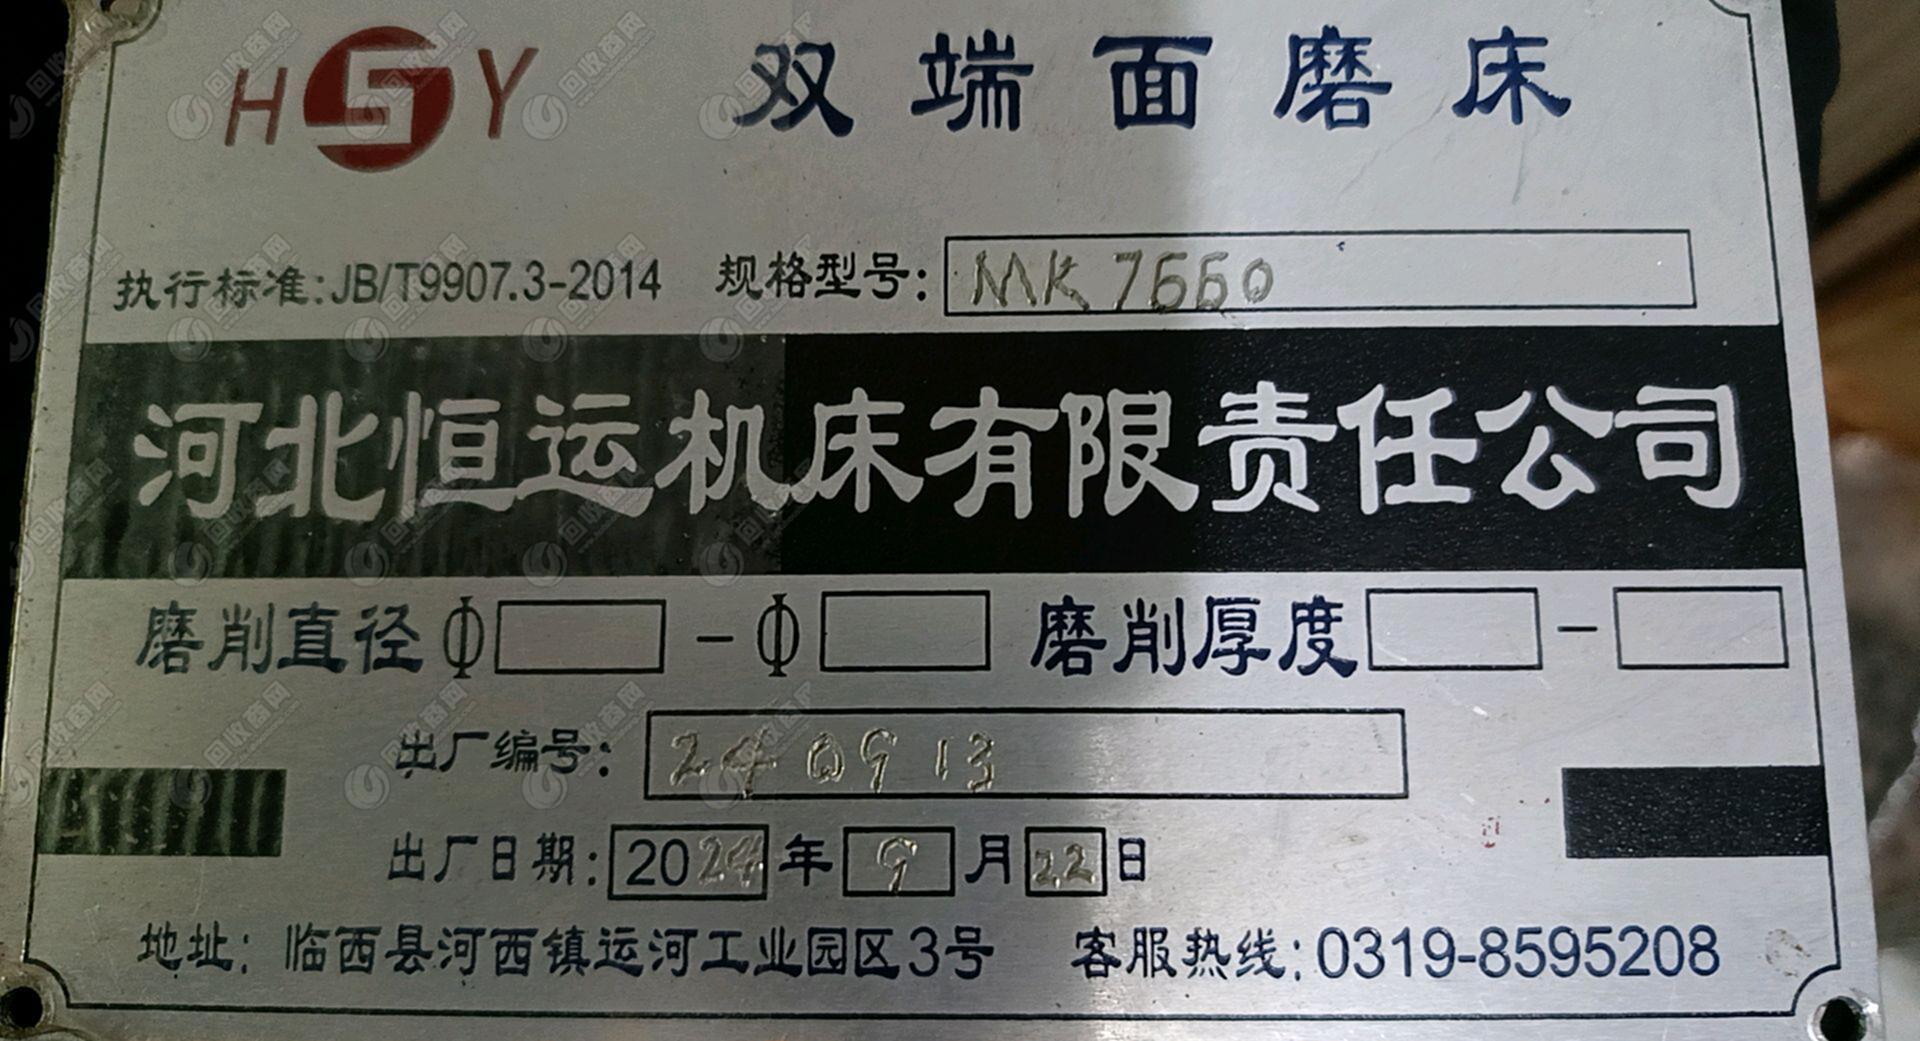 HSY 双端面磨床
执行标准:JB/T9907.3-2014 规格型号: MK7660
河北恒运机床有限责任公司
磨削直径Φ -Φ 磨削厚度 -
出厂编号: 240913
出厂日期: 2024年9月22日
地址: 临西县河西镇运河工业园区3号 客服热线:0319-8595208